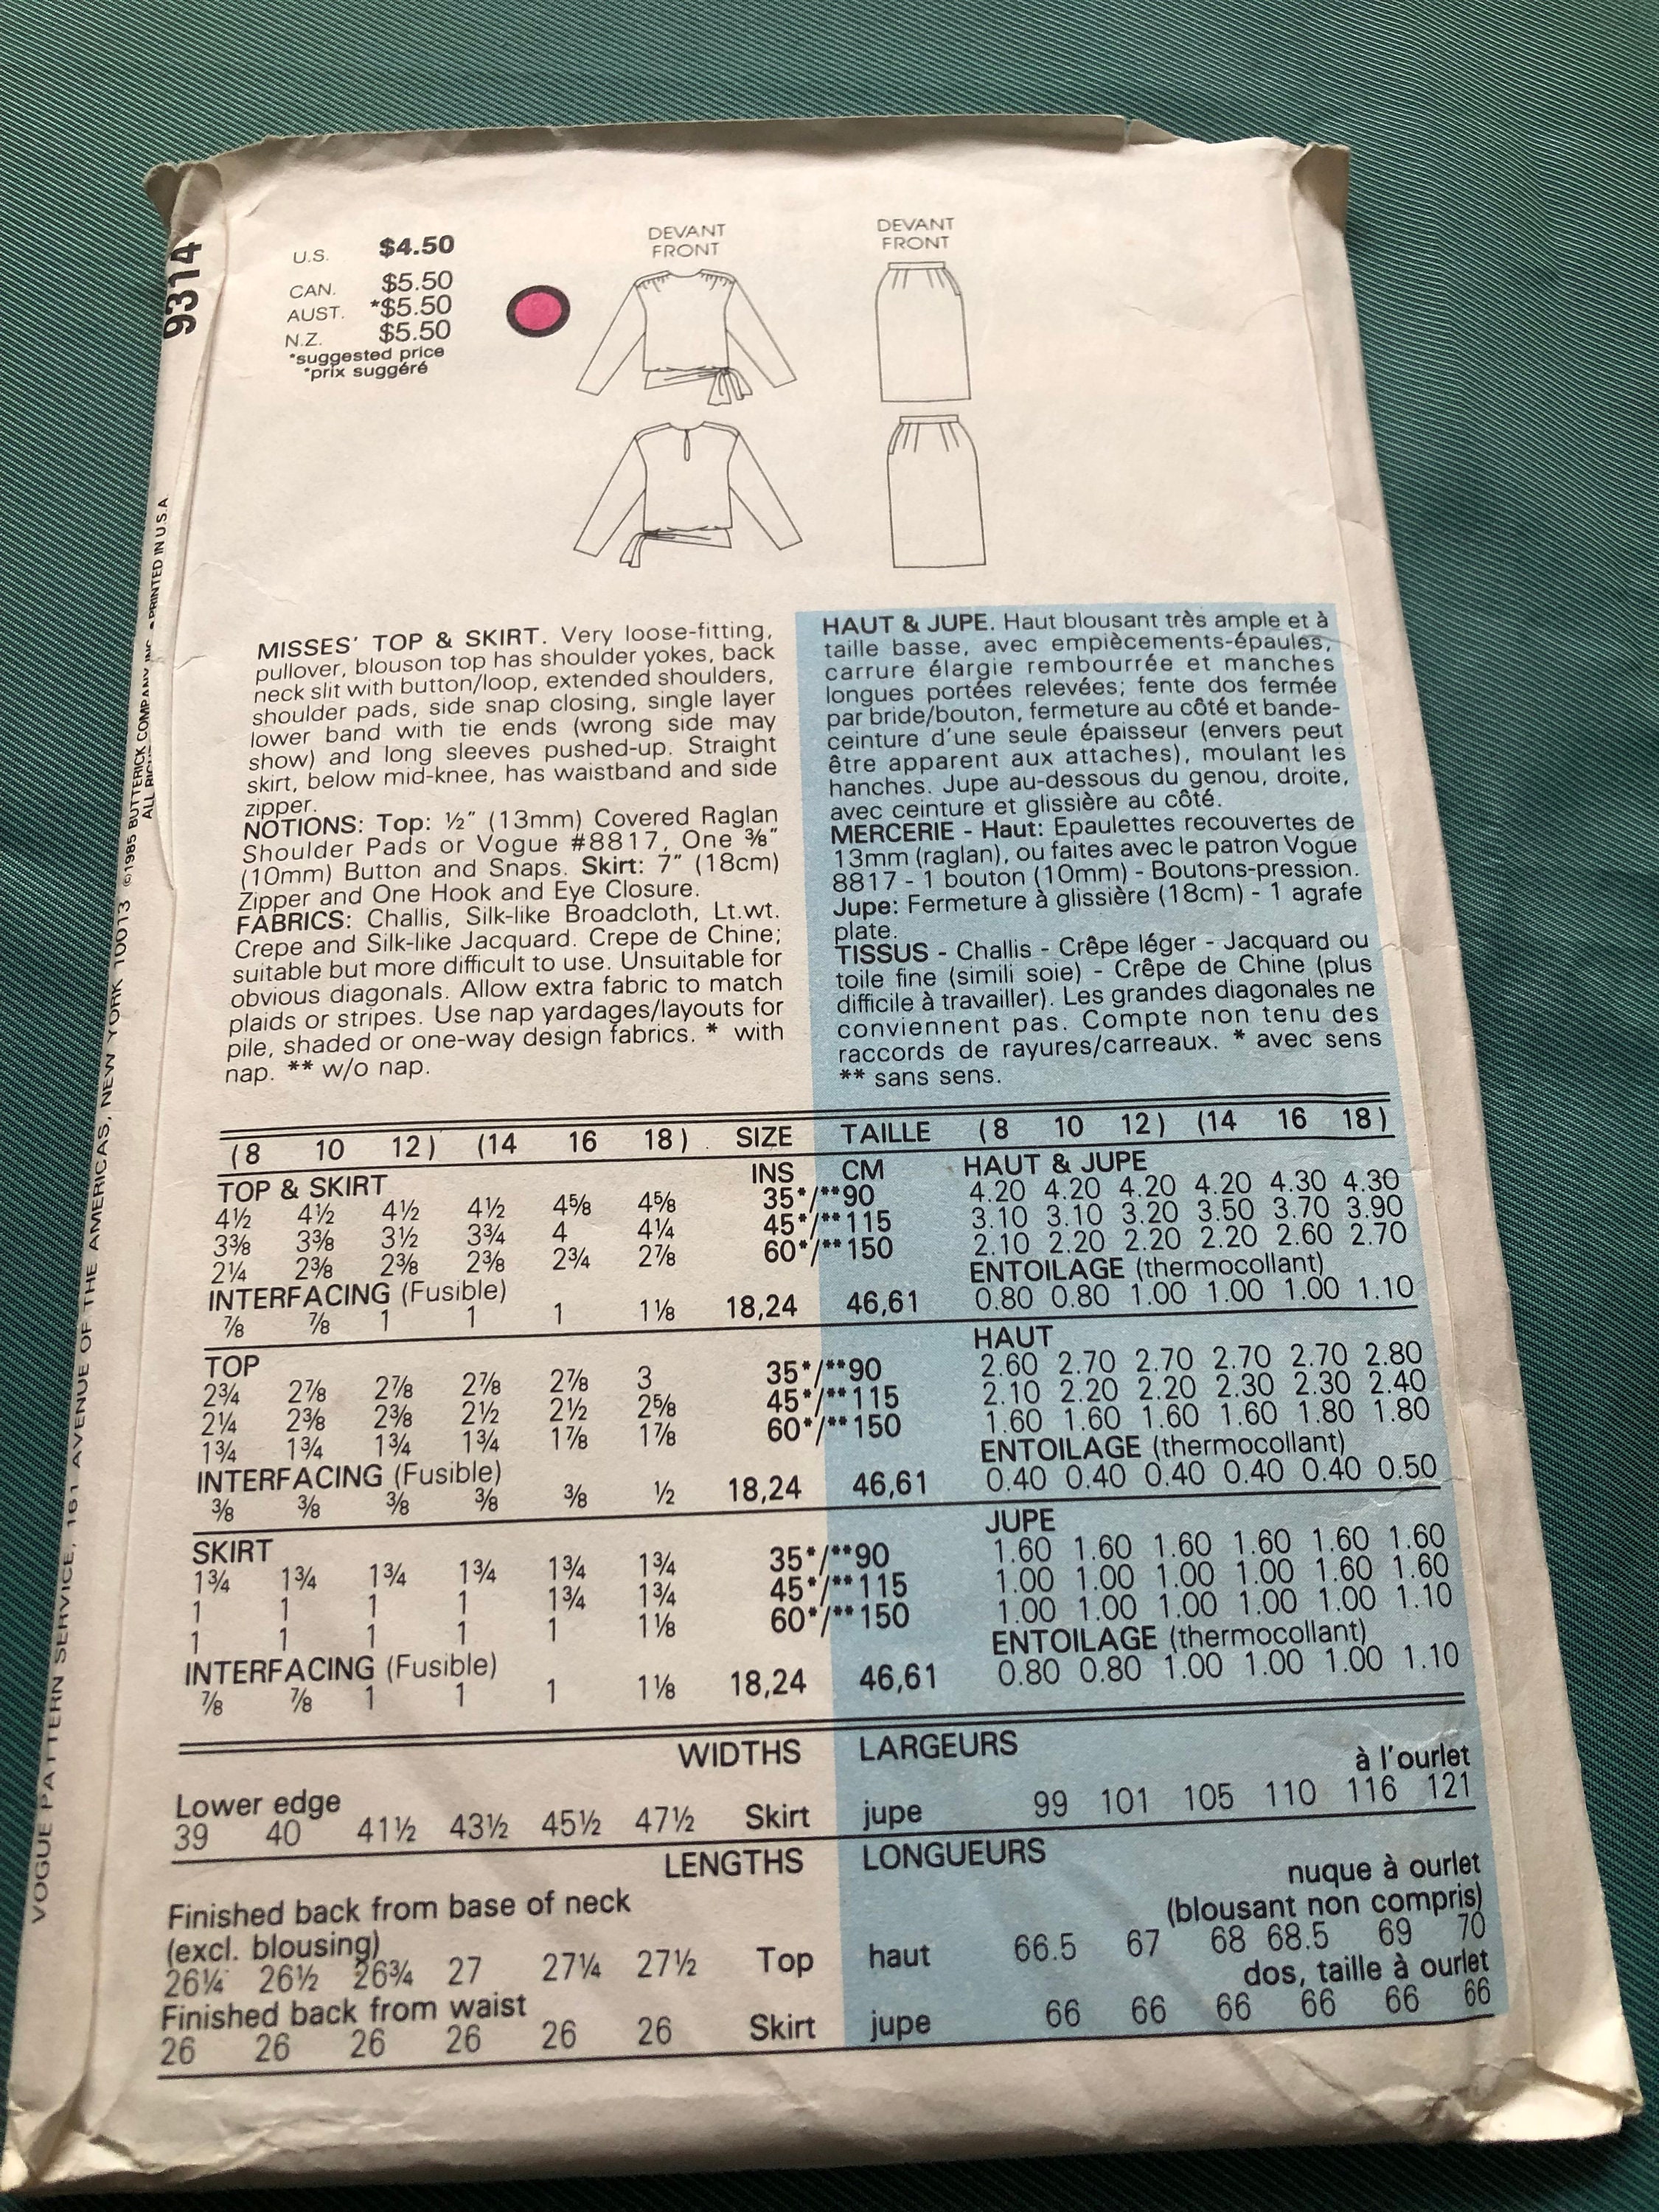 9314
U.S. $4.50
CAN. $5.50
AUST. *$5.50
N.Z. $5.50
*suggested price
*prix suggéré
DEVANT
FRONT
DEVANT
FRONT
MISSES' TOP & SKIRT. Very loose-fitting,
pullover, blouson top has shoulder yokes, back
neck slit with button/loop, extended shoulders,
shoulder pads, side snap closing, single layer
lower band with tie ends (wrong side may
show) and long sleeves pushed-up. Straight
skirt, below mid-knee, has waistband and side
zipper.
NOTIONS: Top: ½" (13mm) Covered Raglan
Shoulder Pads or Vogue #8817, One ⅜"
(10mm) Button and Snaps. Skirt: 7" (18cm)
Zipper and One Hook and Eye Closure.
FABRICS: Challis, Silk-like Broadcloth, Lt.wt.
Crepe and Silk-like Jacquard. Crepe de Chine;
suitable but more difficult to use. Unsuitable for
obvious diagonals. Allow extra fabric to match
plaids or stripes. Use nap yardages/layouts for
pile, shaded or one-way design fabrics. * with
nap. ** w/o nap.
HAUT & JUPE. Haut blousant très ample et à
taille basse, avec empiècements-épaules,
carrure élargie rembourrée et manches
longues portées relevées; fente dos fermée
par bride/bouton, fermeture au côté et bande-
ceinture d'une seule épaisseur (envers peut
être apparent aux attaches), moulant les
hanches. Jupe au-dessous du genou, droite,
avec ceinture et glissière au côté.
MERCERIE - Haut: Epaulettes recouvertes de
13mm (raglan), ou faites avec le patron Vogue
8817 - 1 bouton (10mm) - Boutons-pression.
Jupe: Fermeture à glissière (18cm) - 1 agrafe
plate.
TISSUS - Challis - Crêpe léger - Jacquard ou
toile fine (simili soie) - Crêpe de Chine (plus
difficile à travailler). Les grandes diagonales ne
conviennent pas. Compte non tenu des
raccords de rayures/carreaux. * avec sens
** sans sens.
(8 10 12) (14 16 18) SIZE TAILLE (8 10 12) (14 16 18)
TOP & SKIRT INS CM HAUT & JUPE
4½ 4½ 4½ 4½ 4⅝ 4⅝ 35*/**90 4.20 4.20 4.20 4.20 4.30 4.30
3⅜ 3⅜ 3½ 3¾ 4 4¼ 45*/**115 3.10 3.10 3.20 3.50 3.70 3.90
2¼ 2⅜ 2⅜ 2⅜ 2¾ 2⅞ 60*/**150 2.10 2.20 2.20 2.20 2.60 2.70
INTERFACING (Fusible) ENTOILAGE (thermocollant)
⅞ ⅞ 1 1 1 1⅛ 18,24 46,61 0.80 0.80 1.00 1.00 1.00 1.10
TOP HAUT
2¾ 2⅞ 2⅞ 2⅞ 2⅞ 3 35*/**90 2.60 2.70 2.70 2.70 2.70 2.80
2¼ 2⅜ 2⅜ 2½ 2½ 2⅝ 45*/**115 2.10 2.20 2.20 2.30 2.30 2.40
1¾ 1¾ 1¾ 1¾ 1⅞ 1⅞ 60*/**150 1.60 1.60 1.60 1.60 1.80 1.80
INTERFACING (Fusible) ENTOILAGE (thermocollant)
⅜ ⅜ ⅜ ⅜ ⅜ ½ 18,24 46,61 0.40 0.40 0.40 0.40 0.40 0.50
SKIRT JUPE
1¾ 1¾ 1¾ 1¾ 1¾ 1¾ 35*/**90 1.60 1.60 1.60 1.60 1.60 1.60
1 1 1 1 1¾ 1¾ 45*/**115 1.00 1.00 1.00 1.00 1.60 1.60
1 1 1 1 1 1⅛ 60*/**150 1.00 1.00 1.00 1.00 1.00 1.10
INTERFACING (Fusible) ENTOILAGE (thermocollant)
⅞ ⅞ 1 1 1 1⅛ 18,24 46,61 0.80 0.80 1.00 1.00 1.00 1.10
WIDTHS LARGEURS
Lower edge à l'ourlet
39 40 41½ 43½ 45½ 47½ Skirt jupe 99 101 105 110 116 121
LENGTHS LONGUEURS
Finished back from base of neck nuque à ourlet
(excl. blousing) (blousant non compris)
26¼ 26½ 26¾ 27 27¼ 27½ Top haut 66.5 67 68 68.5 69 70
Finished back from waist dos, taille à ourlet
26 26 26 26 26 26 Skirt jupe 66 66 66 66 66 66
VOGUE PATTERN SERVICE, 161 AVENUE OF THE AMERICAS, NEW YORK 10013 ©1985 BUTTERICK COMPANY INC. • PRINTED IN U.S.A
ALL